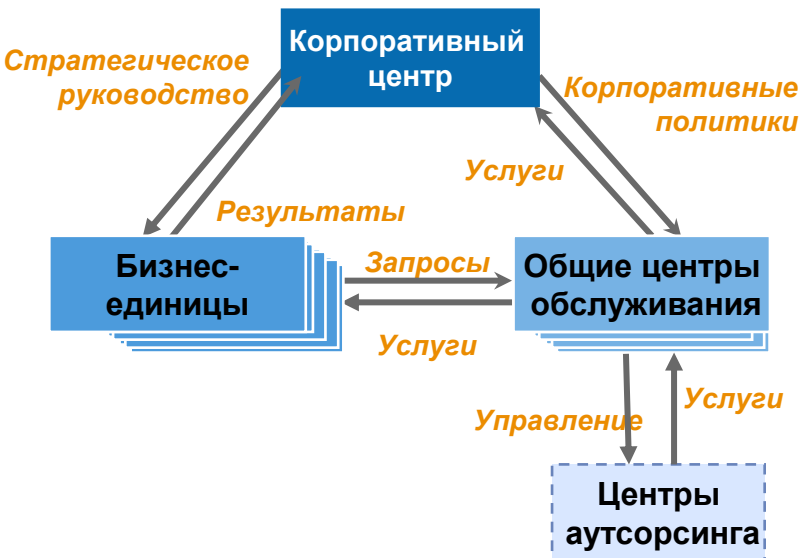 Корпоративный
центр
Стратегическое
руководство
Корпоративные
политики
Услуги
Результаты
Бизнес-
единицы
Запросы
Общие центры
обслуживания
Услуги
Управление
Услуги
Центры
аутсорсинга